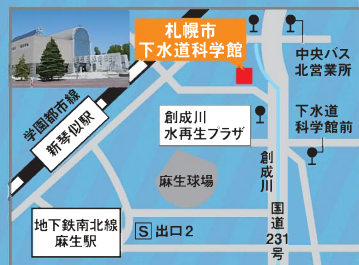 札幌市
下水道科学館
中央バス
北営業所
学園都市線
新琴似駅
創成川
水再生プラザ
下水道
科学館前
麻生球場
創成川
国道
231
号
地下鉄南北線
麻生駅
S 出口2